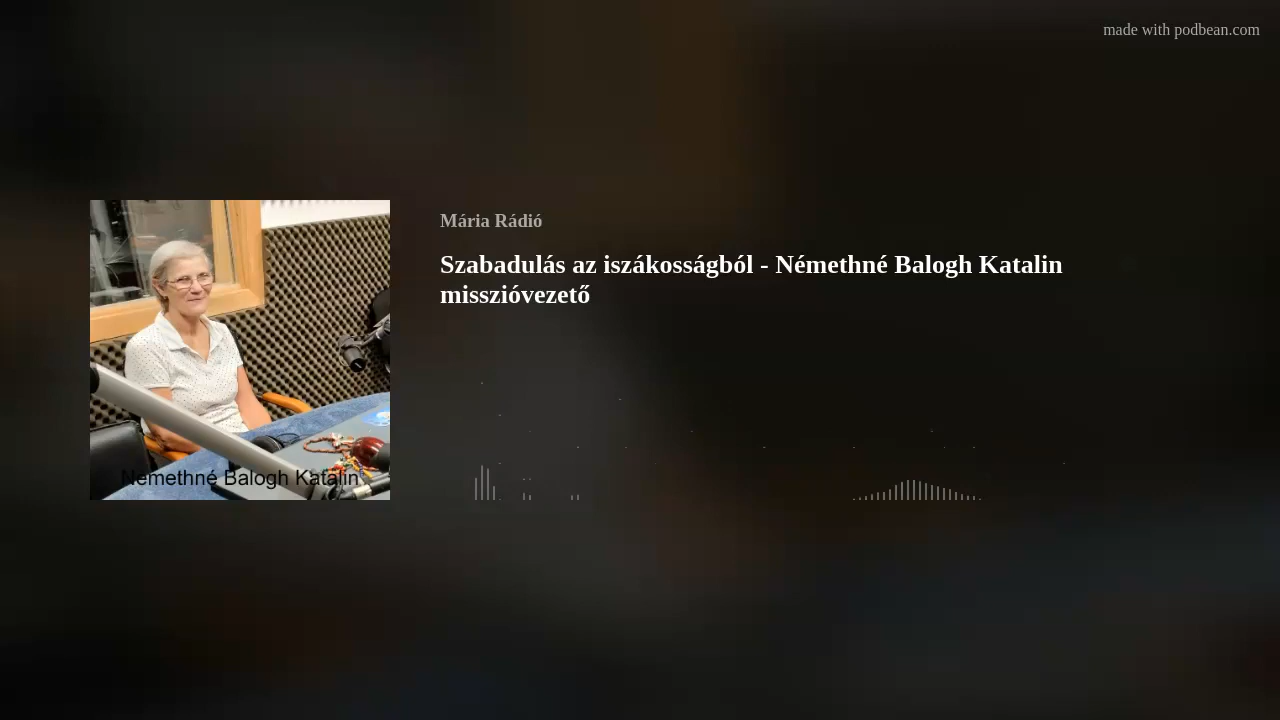 made with podbean.com
Mária Rádió
Szabadulás az iszákosságból - Némethné Balogh Katalin
misszióvezető
Némethné Balogh Katalin